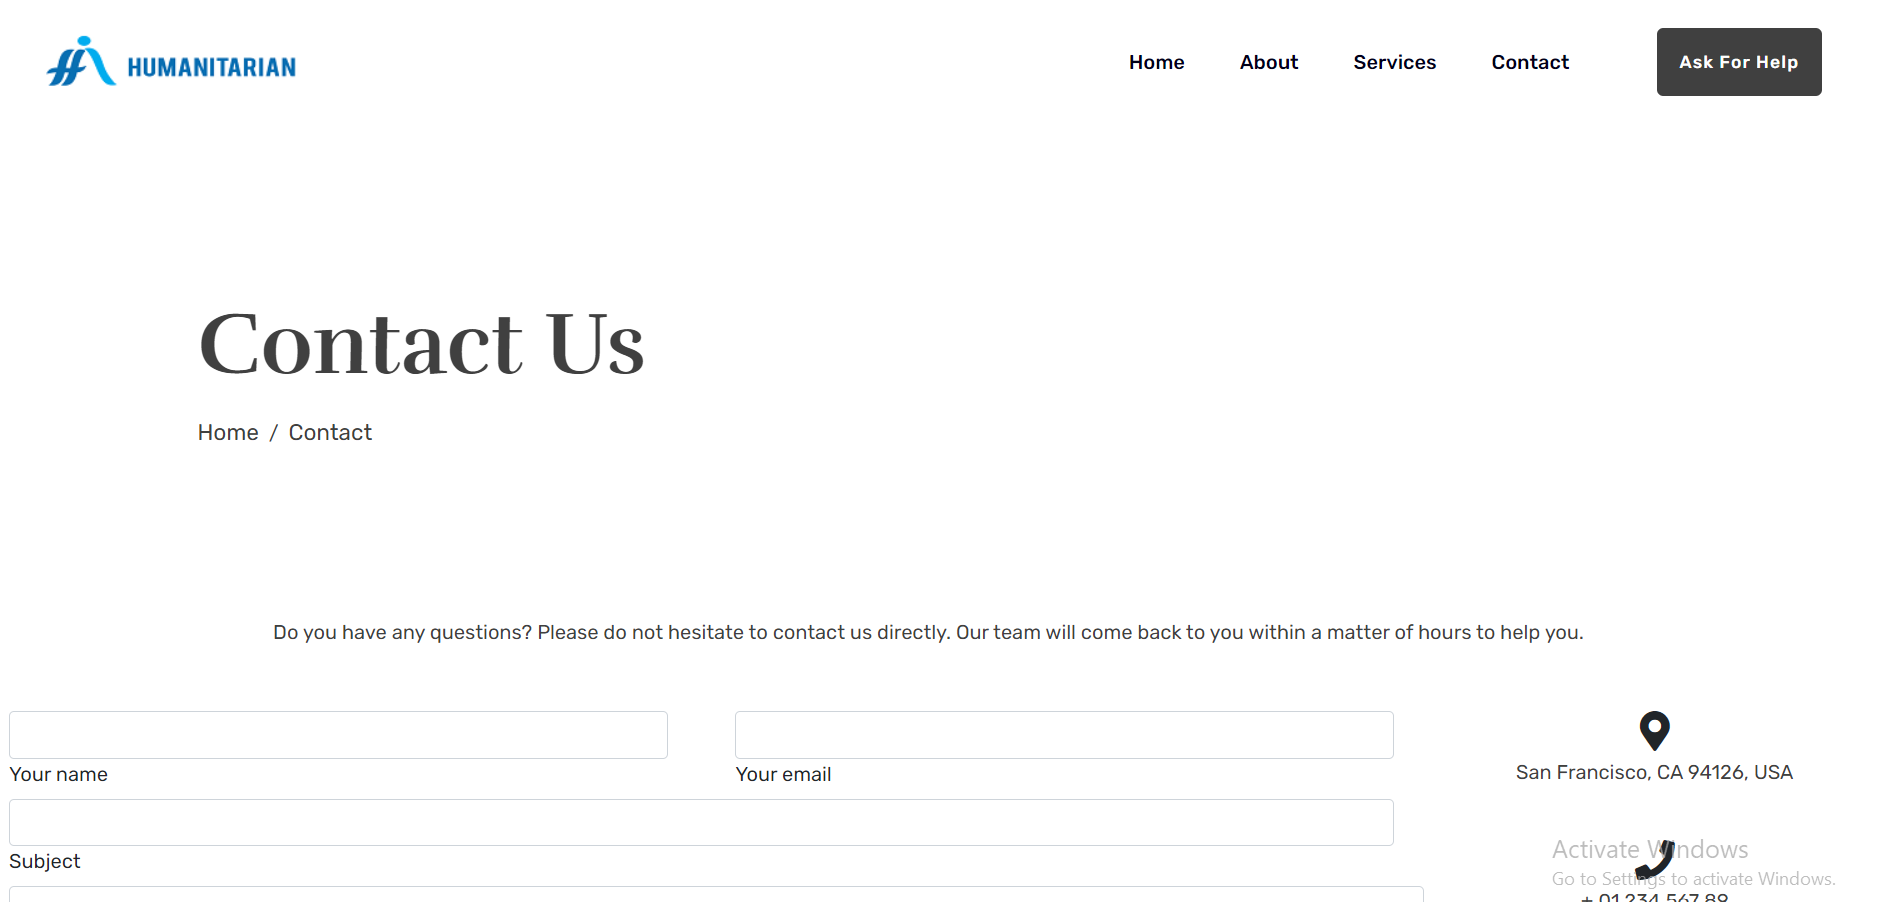 HUMANITARIAN
Home About Services Contact Ask For Help
Contact Us
Home / Contact
Do you have any questions? Please do not hesitate to contact us directly. Our team will come back to you within a matter of hours to help you.
Your name Your email
San Francisco, CA 94126, USA
Subject
Activate Windows
Go to Settings to activate Windows.
+ 01 234 567 89